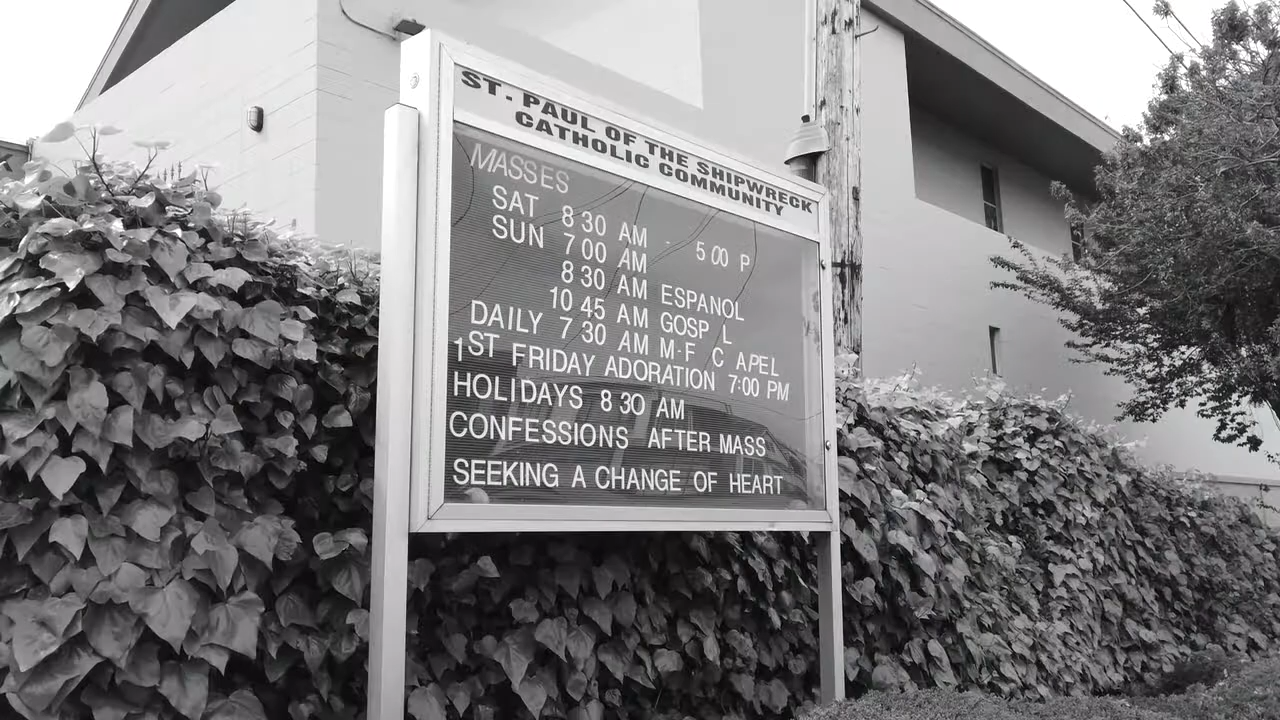 ST. PAUL OF THE SHIPWRECK
CATHOLIC COMMUNITY
MASSES
SAT 8 30 AM - 5 00 P
SUN 7 00 AM
8 30 AM ESPANOL
10 45 AM GOSP L
DAILY 7 30 AM M-F C APEL
1ST FRIDAY ADORATION 7:00 PM
HOLIDAYS 8 30 AM
CONFESSIONS AFTER MASS
SEEKING A CHANGE OF HEART